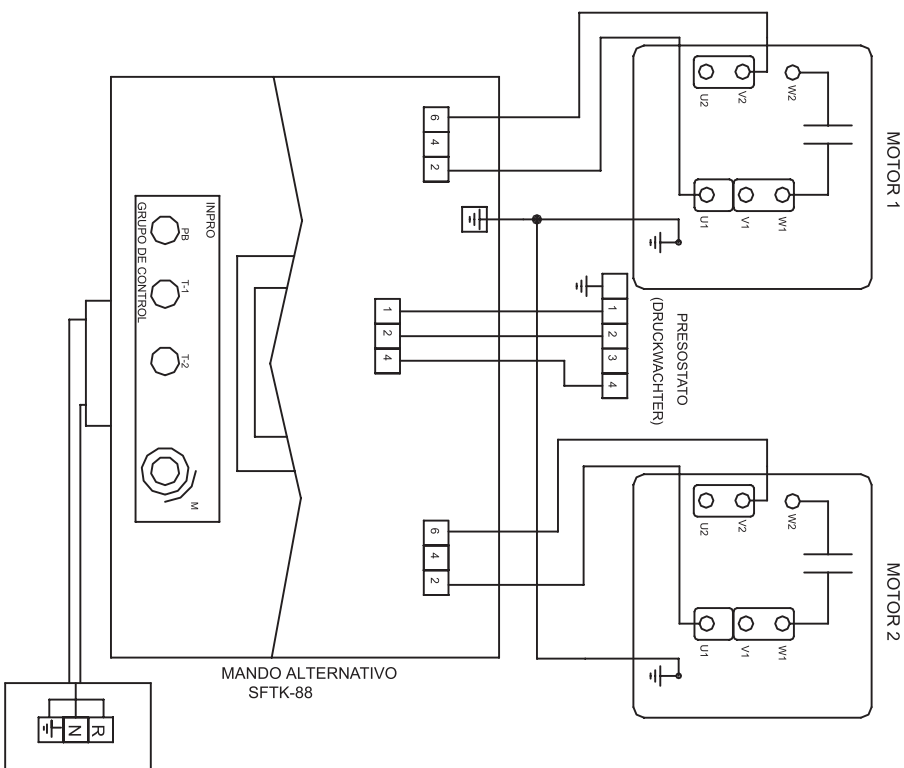 MOTOR 1
U2
V2
W2
U1
V1
W1
6
4
2
INPRO
GRUPO DE CONTROL
PB
T-1
T-2
M
1
2
4
1
2
3
4
PRESOSTATO
(DRUCKWACHTER)
6
4
2
MOTOR 2
U2
V2
W2
U1
V1
W1
MANDO ALTERNATIVO
SFTK-88
N
R